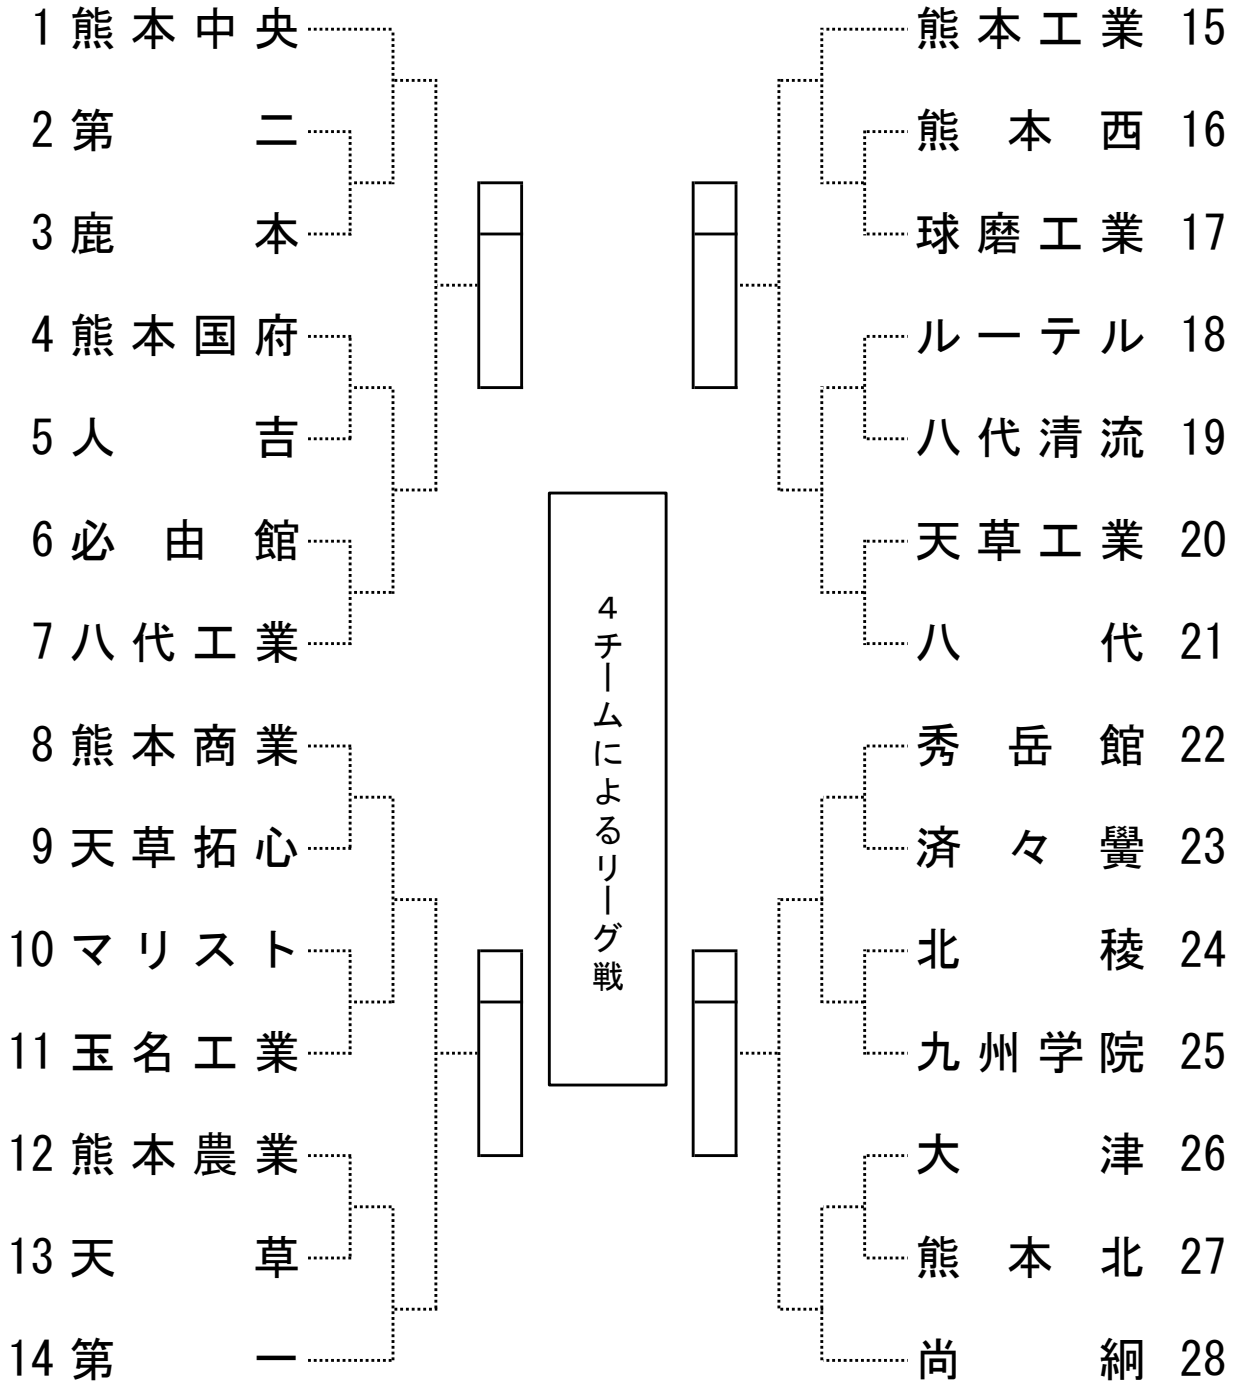 1 熊本中央
2 第二
3 鹿本
4 熊本国府
5 人吉
6 必由館
7 八代工業
8 熊本商業
9 天草拓心
10 マリスト
11 玉名工業
12 熊本農業
13 天草
14 第一
4チームによるリーグ戦
熊本工業 15
熊本西 16
球磨工業 17
ルーテル 18
八代清流 19
天草工業 20
八代 21
秀岳館 22
済々黌 23
北稜 24
九州学院 25
大津 26
熊本北 27
尚絅 28